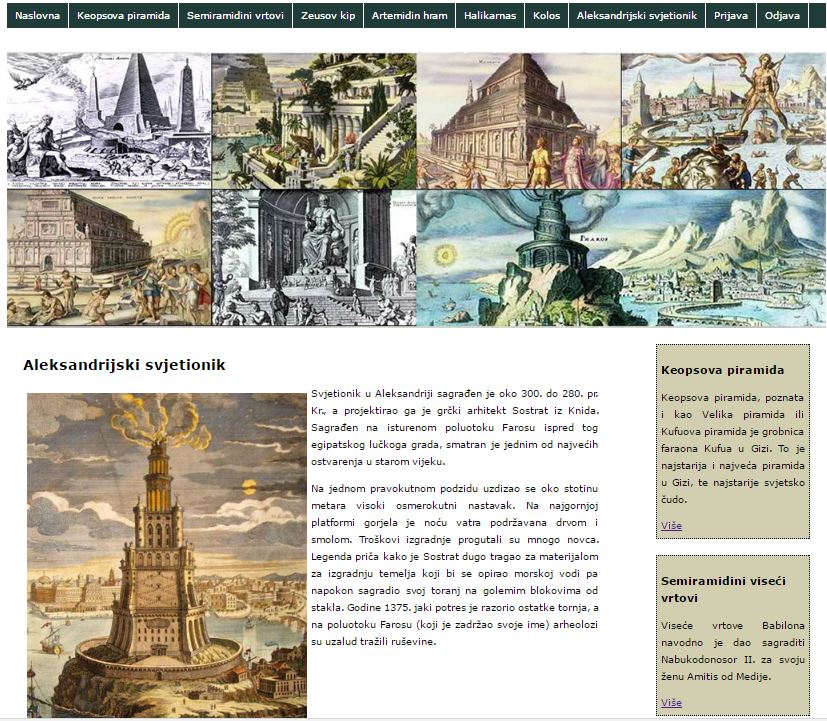 Naslovna Keopsova piramida Semiramidini vrtovi Zeusov kip Artemidin hram Halikarnas Kolos Aleksandrijski svjetionik Prijava Odjava
PHAROS
Aleksandrijski svjetionik
Svjetionik u Aleksandriji sagrađen je oko 300. do 280. pr.
Kr., a projektirao ga je grčki arhitekt Sostrat iz Knida.
Sagrađen na isturenom poluotoku Farosu ispred tog
egipatskog lučkoga grada, smatran je jednim od najvećih
ostvarenja u starom vijeku.
Na jednom pravokutnom podzidu uzdizao se oko stotinu
metara visoki osmerokutni nastavak. Na najgornjoj
platformi gorjela je noću vatra podržavana drvom i
smolom. Troškovi izgradnje progutali su mnogo novca.
Legenda priča kako je Sostrat dugo tragao za materijalom
za izgradnju temelja koji bi se opirao morskoj vodi pa
napokon sagradio svoj toranj na golemim blokovima od
stakla. Godine 1375. jaki potres je razorio ostatke tornja, a
na poluotoku Farosu (koji je zadržao svoje ime) arheolozi
su uzalud tražili ruševine.
Keopsova piramida
Keopsova piramida, poznata
i kao Velika piramida ili
Kufuova piramida je grobnica
faraona Kufua u Gizi. To je
najstarija i najveća piramida
u Gizi, te najstarije svjetsko
čudo.
Više
Semiramidini viseći
vrtovi
Viseće vrtove Babilona
navodno je dao sagraditi
Nabukodonosor II. za svoju
ženu Amitis od Medije.
Više